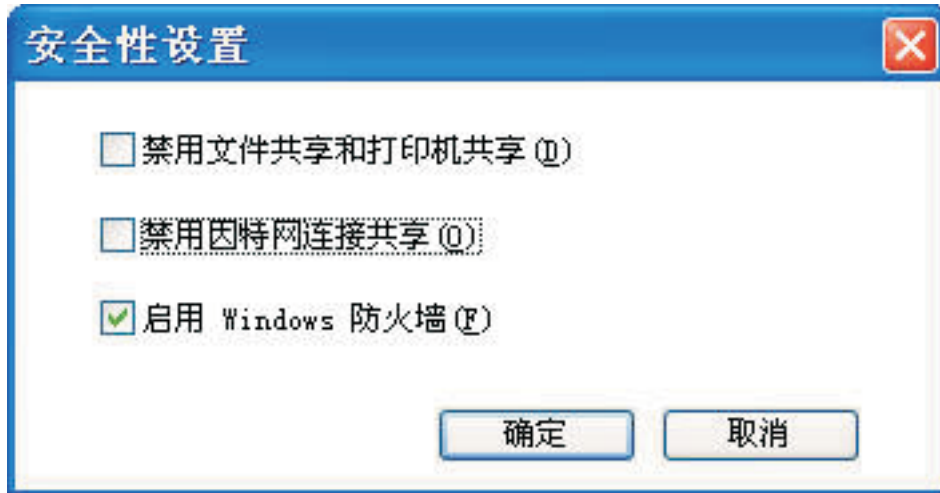 安全性设置
禁用文件共享和打印机共享(D)
禁用因特网连接共享(O)
启用 Windows 防火墙(F)
确定
取消